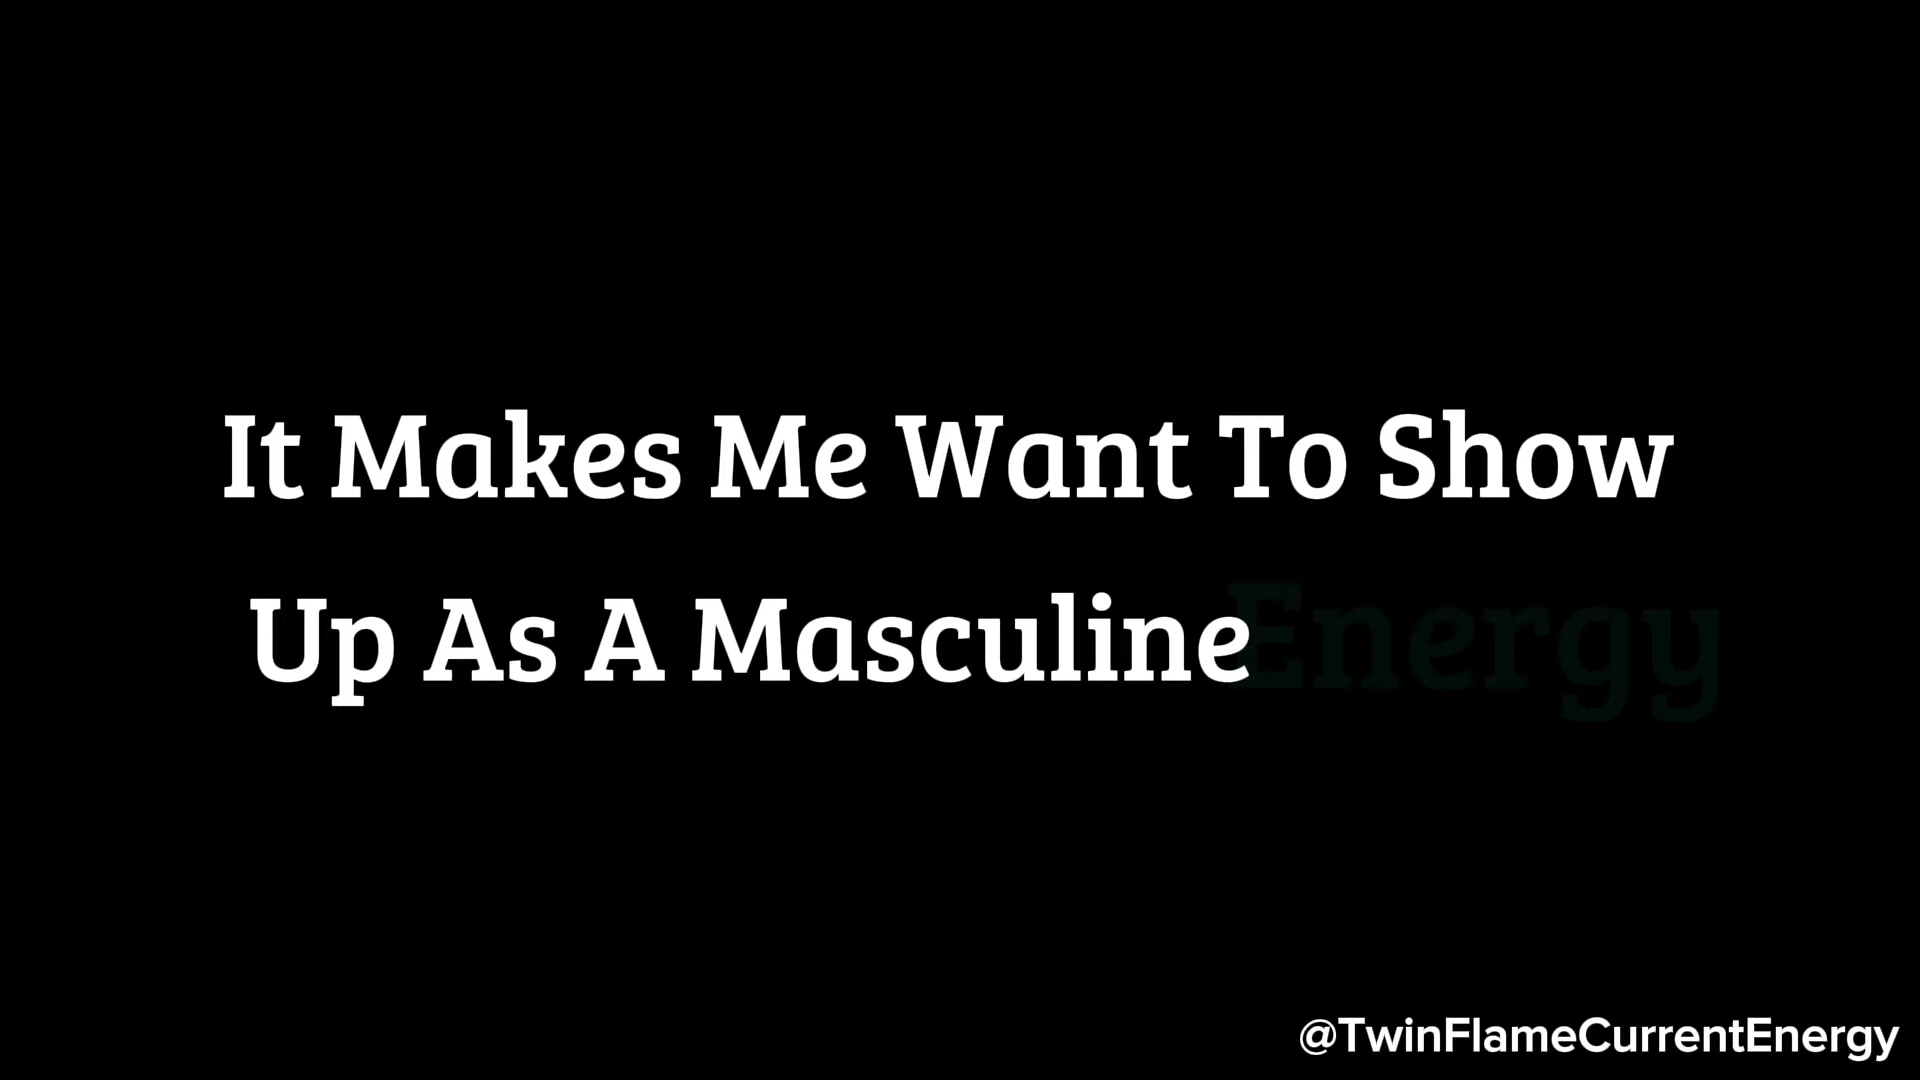 It Makes Me Want To Show
Up As A Masculine Energy
@TwinFlameCurrentEnergy